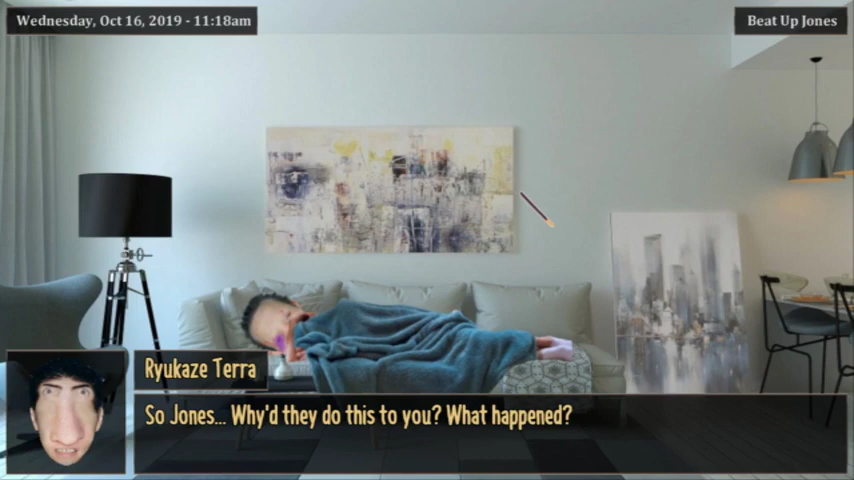 Wednesday, Oct 16, 2019 - 11:18am
Beat Up Jones
Ryukaze Terra
So Jones... Why'd they do this to you? What happened?